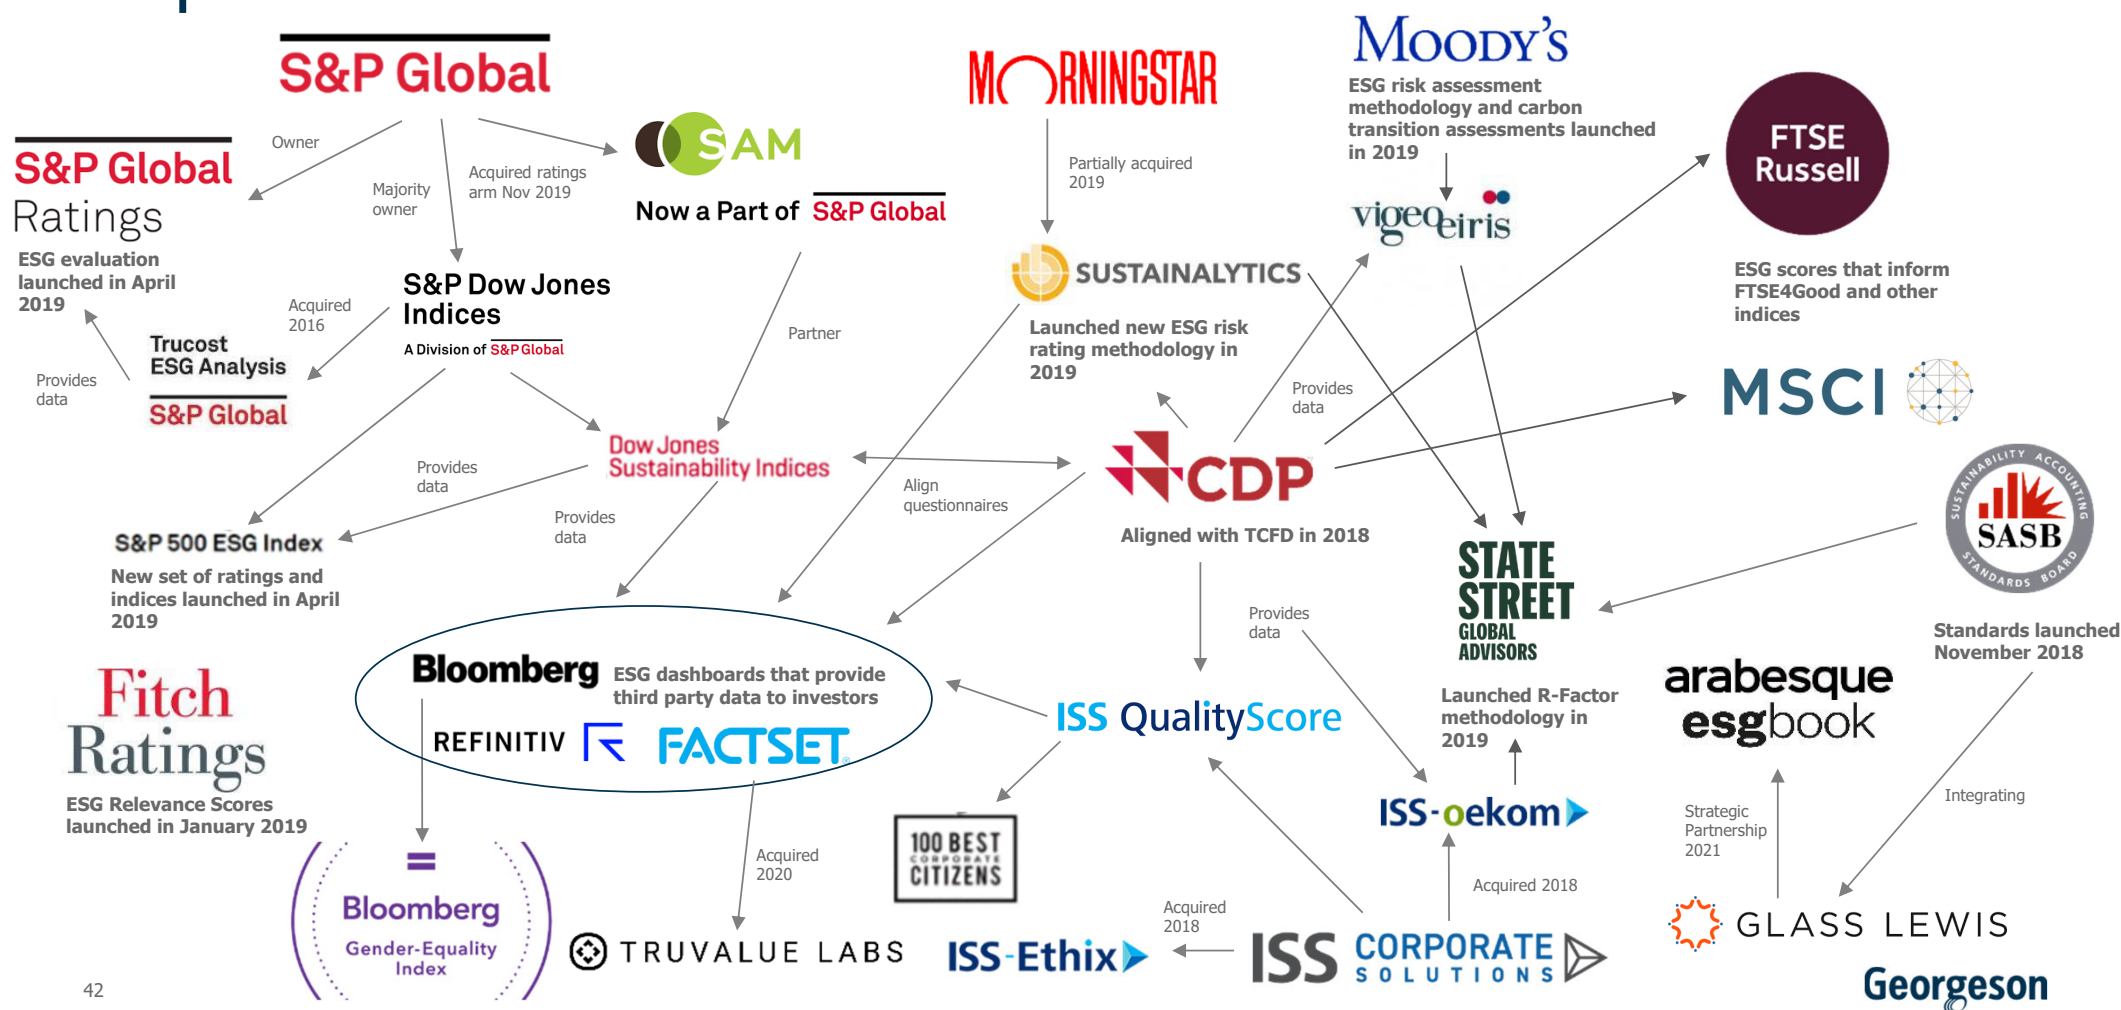 S&P Global
S&P Global
Ratings
ESG evaluation
launched in April
2019
Owner
Majority
owner
Acquired ratings
arm Nov 2019
SAM
Now a Part of S&P Global
MORNINGSTAR
Partially acquired
2019
MOODY'S
ESG risk assessment
methodology and carbon
transition assessments launched
in 2019
vigeoeiris
FTSE
Russell
ESG scores that inform
FTSE4Good and other
indices
S&P Dow Jones
Indices
A Division of S&P Global
Acquired
2016
Trucost
ESG Analysis
S&P Global
Provides
data
Partner
SUSTAINALYTICS
Launched new ESG risk
rating methodology in
2019
Provides
data
MSCI
Dow Jones
Sustainability Indices
Provides
data
Provides
data
Align
questionnaires
CDP
Aligned with TCFD in 2018
SUSTAINABILITY ACCOUNTING
SASB
STANDARDS BOARD
Standards launched
November 2018
S&P 500 ESG Index
New set of ratings and
indices launched in April
2019
STATE
STREET
GLOBAL
ADVISORS
Launched R-Factor
methodology in
2019
Provides
data
Fitch
Ratings
ESG Relevance Scores
launched in January 2019
Bloomberg
ESG dashboards that provide
third party data to investors
REFINITIV
FACTSET
ISS QualityScore
arabesque
esgbook
Strategic
Partnership
2021
Integrating
ISS-oekom
100 BEST
CORPORATE
CITIZENS
Acquired
2020
Acquired 2018
Acquired
2018
=
Bloomberg
Gender-Equality
Index
TRUVALUE LABS
ISS-Ethix
ISS CORPORATE
SOLUTIONS
GLASS LEWIS
Georgeson
42